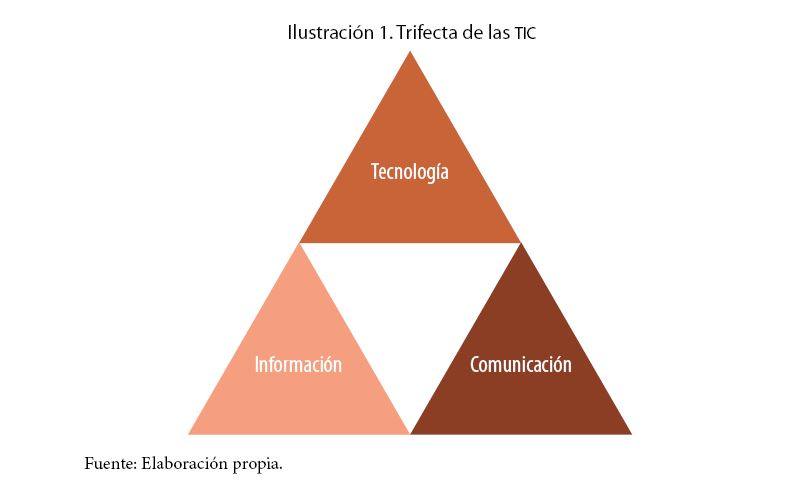 Ilustración 1. Trifecta de las TIC
Tecnología
Información
Comunicación
Fuente: Elaboración propia.